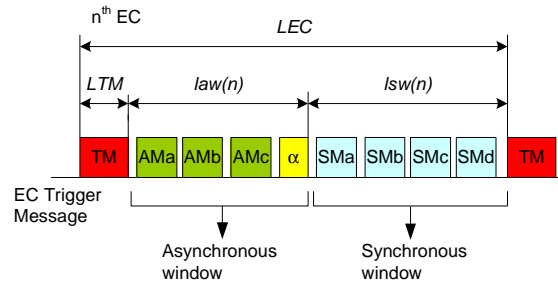 nth EC
LEC
LTM
law(n)
lsw(n)
TM
AMa
AMb
AMc
α
SMa
SMb
SMc
SMd
TM
EC Trigger
Message
Asynchronous
window
Synchronous
window